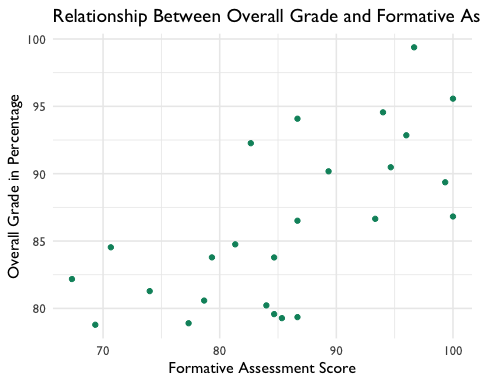 Relationship Between Overall Grade and Formative As
100
95
90
85
80
Overall Grade in Percentage
70 80 90 100
Formative Assessment Score